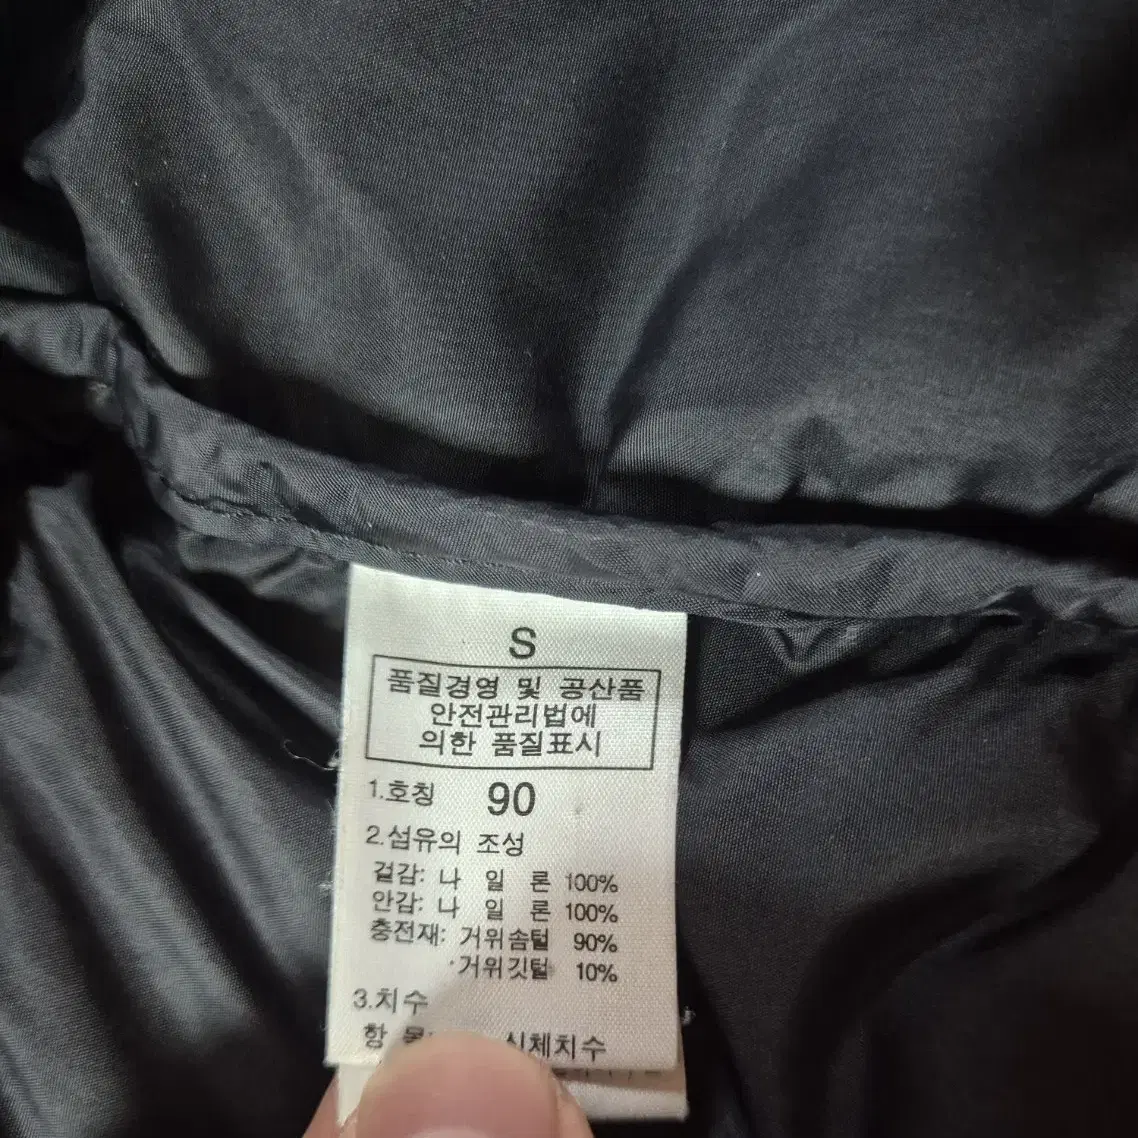 S
품질경영 및 공산품
안전관리법에
의한 품질표시
1.호칭 90
2.섬유의 조성
겉감: 나 일 론 100%
안감: 나 일 론 100%
충전재: 거위솜털 90%
거위깃털 10%
3.치수
항 신체치수